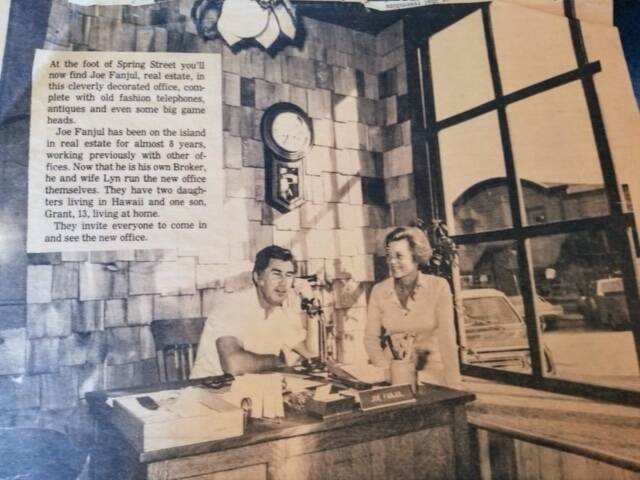 At the foot of Spring Street you'll
now find Joe Fanjul, real estate, in
this cleverly decorated office, com-
plete with old fashion telephones,
antiques and even some big game
heads.
Joe Fanjul has been on the island
in real estate for almost 8 years,
working previously with other of-
fices. Now that he is his own Broker,
he and wife Lyn run the new office
themselves. They have two daugh-
ters living in Hawaii and one son,
Grant, 13, living at home.
They invite everyone to come in
and see the new office.
JOE FANJUL